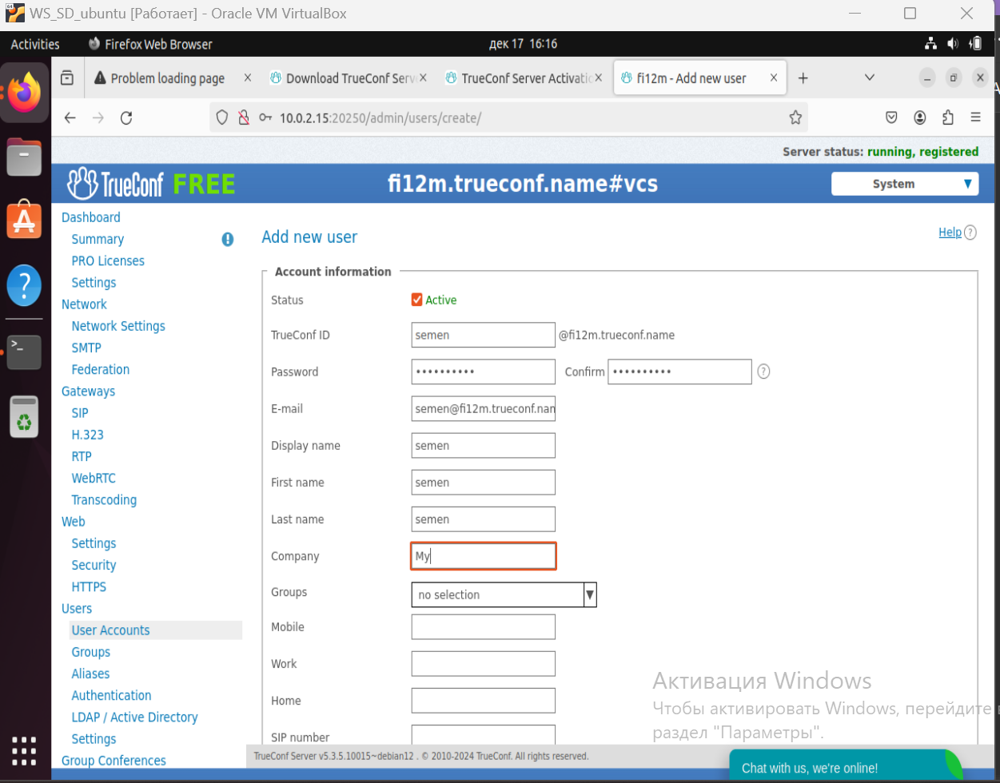 WS_SD_ubuntu [Работает] - Oracle VM VirtualBox
Activities Firefox Web Browser дек 17 16:16
Problem loading page Download TrueConf Serve TrueConf Server Activatio fi12m - Add new user
10.0.2.15:20250/admin/users/create/
Server status: running, registered
TrueConf FREE fi12m.trueconf.name#vcs System
Dashboard
Summary
PRO Licenses
Settings
Network
Network Settings
SMTP
Federation
Gateways
SIP
H.323
RTP
WebRTC
Transcoding
Web
Settings
Security
HTTPS
Users
User Accounts
Groups
Aliases
Authentication
LDAP / Active Directory
Settings
Group Conferences
Add new user Help ?
Account information
Status Active
TrueConf ID semen @fi12m.trueconf.name
Password •••••••••• Confirm •••••••••• ?
E-mail semen@fi12m.trueconf.nam
Display name semen
First name semen
Last name semen
Company My
Groups no selection
Mobile
Work
Home
SIP number
Активация Windows
Чтобы активировать Windows, перейдите в
раздел "Параметры".
TrueConf Server v5.3.5.10015~debian12 . © 2010-2024 TrueConf. All rights reserved.
Chat with us, we're online!